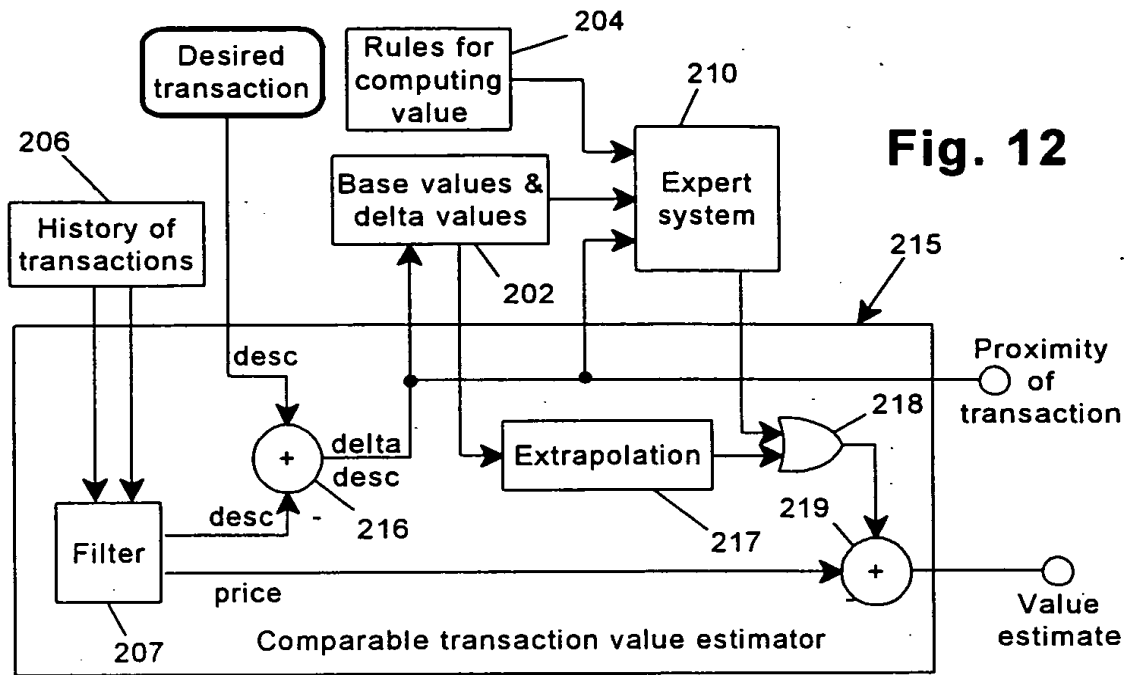 204
Desired
transaction
Rules for
computing
value
210
Fig. 12
206
Base values &
delta values
Expert
system
History of
transactions
202
215
desc
Proximity
of
transaction
218
+
delta
desc
Extrapolation
desc
-
216
217
219
Filter
+
-
price
207
Comparable transaction value estimator
Value
estimate